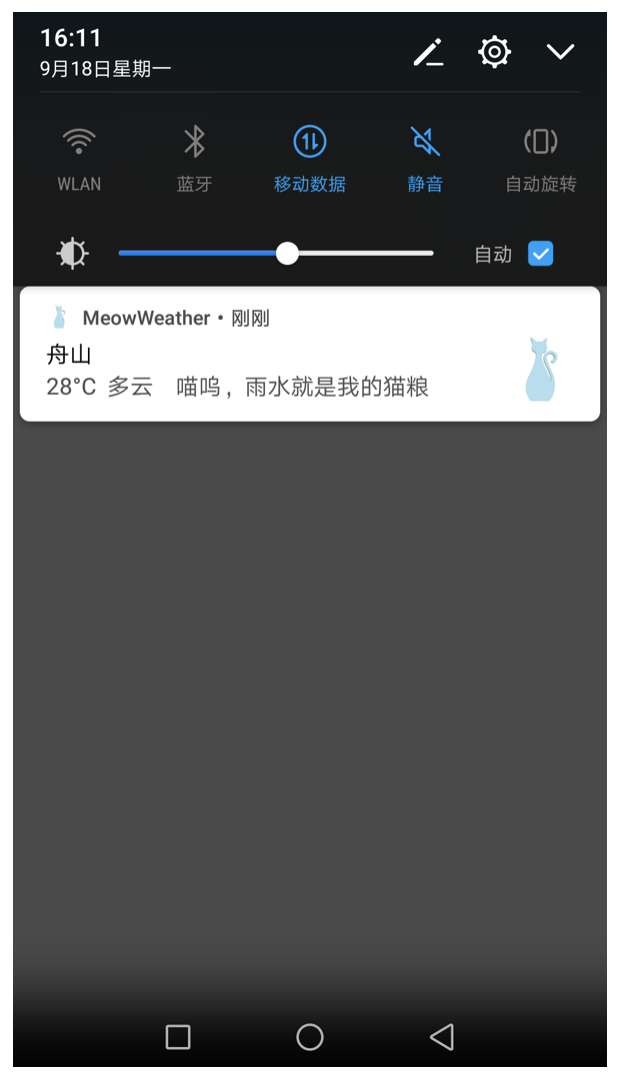 16:11
9月18日星期一
WLAN 蓝牙 移动数据 静音 自动旋转
自动
MeowWeather • 刚刚
舟山
28°C 多云 喵呜，雨水就是我的猫粮